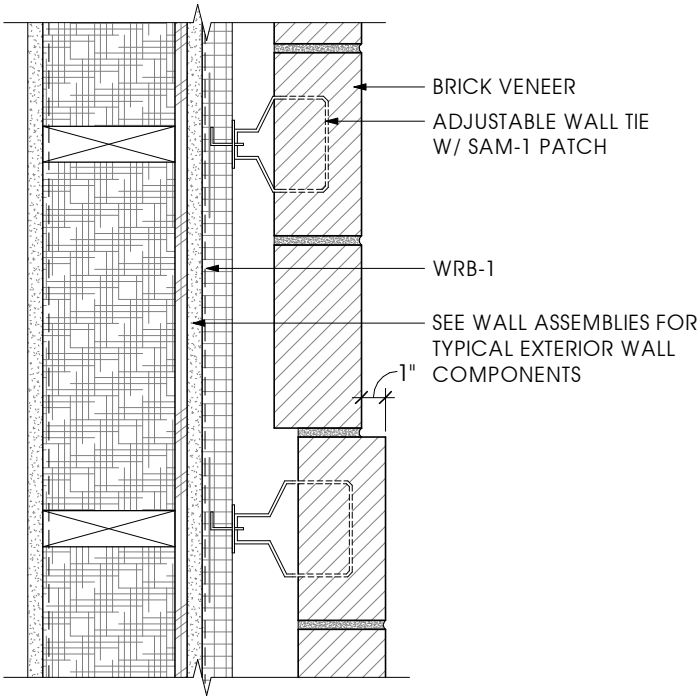 BRICK VENEER
ADJUSTABLE WALL TIE
W/ SAM-1 PATCH
WRB-1
SEE WALL ASSEMBLIES FOR
TYPICAL EXTERIOR WALL
COMPONENTS
1"